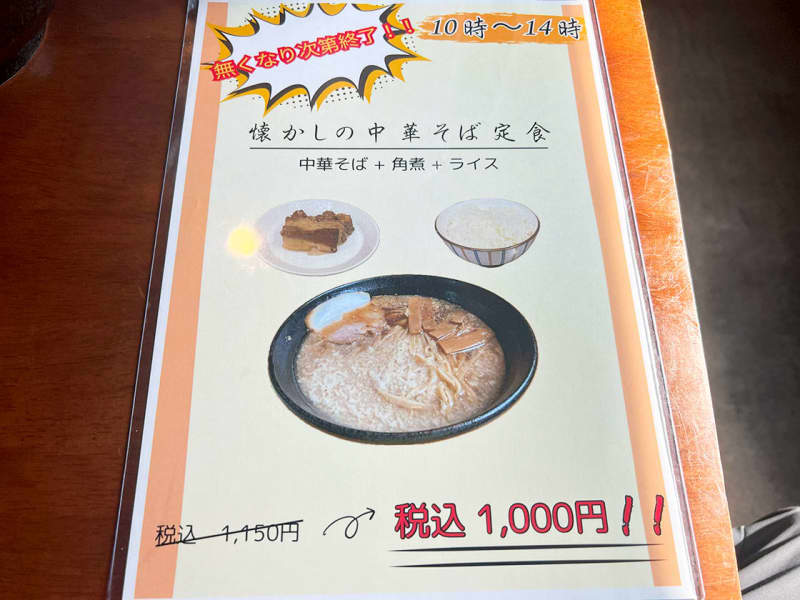 無くなり次第終了!!
10時〜14時
懐かしの中華そば定食
中華そば + 角煮 + ライス
税込 1,150円
税込 1,000円!!